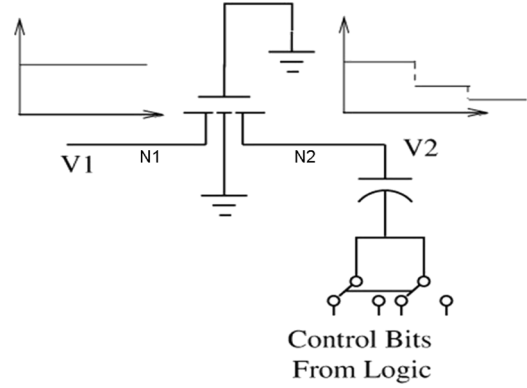 V1
N1
N2
V2
Control Bits
From Logic